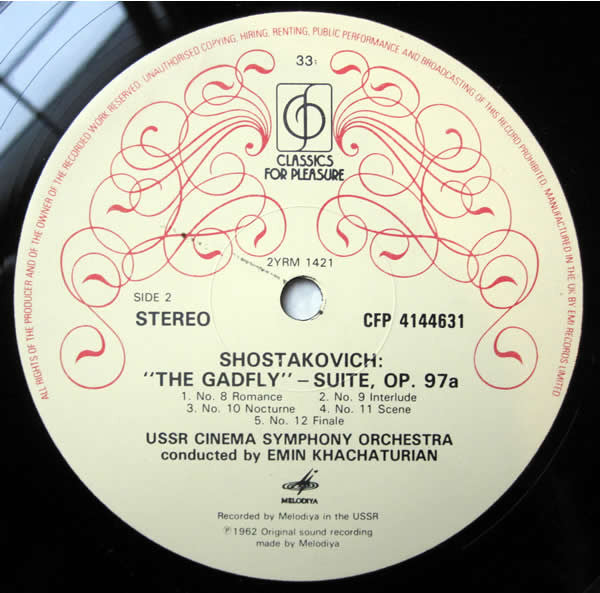 ALL RIGHTS OF THE PRODUCER AND OF THE OWNER OF THE RECORDED WORK RESERVED. UNAUTHORISED COPYING, HIRING, RENTING, PUBLIC PERFORMANCE AND BROADCASTING OF THIS RECORD PROHIBITED. MANUFACTURED IN THE UK BY EMI RECORDS LIMITED
33⅓
CLASSICS
FOR PLEASURE
2YRM 1421
SIDE 2
STEREO
CFP 4144631
SHOSTAKOVICH:
"THE GADFLY" – SUITE, OP. 97a
1. No. 8 Romance 2. No. 9 Interlude
3. No. 10 Nocturne 4. No. 11 Scene
5. No. 12 Finale
USSR CINEMA SYMPHONY ORCHESTRA
conducted by EMIN KHACHATURIAN
MELODIYA
Recorded by Melodiya in the USSR
℗1962 Original sound recording
made by Melodiya